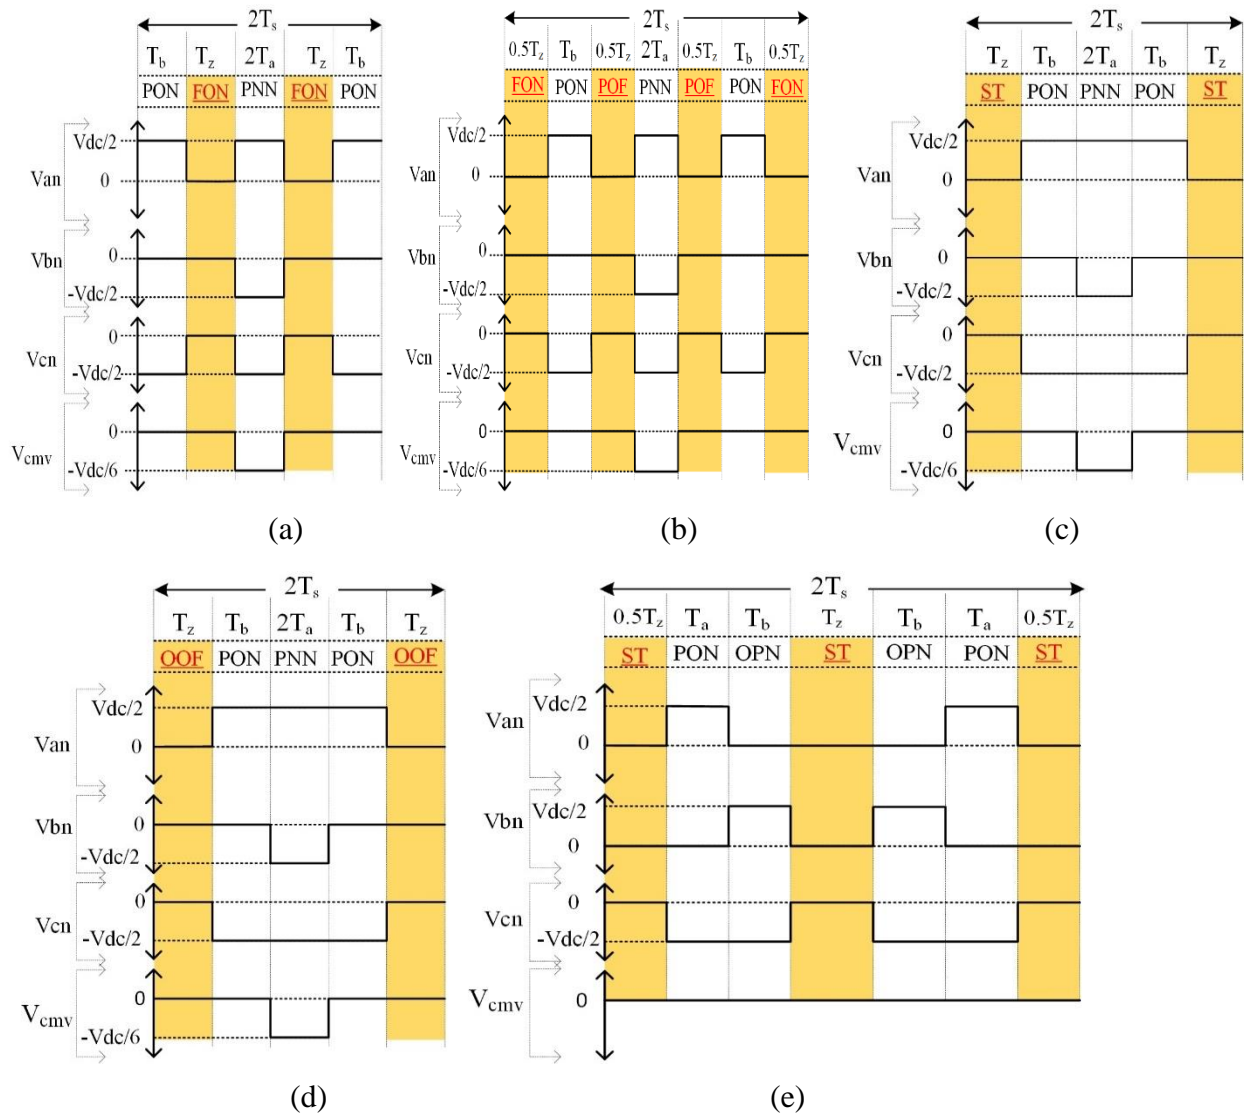 2Ts
Tb Tz 2Ta Tz Tb
PON FON PNN FON PON
Van Vdc/2 0
Vbn 0 -Vdc/2
Vcn 0 -Vdc/2
Vcmv 0 -Vdc/6
(a)
2Ts
0.5Tz Tb 0.5Tz 2Ta 0.5Tz Tb 0.5Tz
FON PON POF PNN POF PON FON
Van Vdc/2 0
Vbn 0 -Vdc/2
Vcn 0 -Vdc/2
Vcmv 0 -Vdc/6
(b)
2Ts
Tz Tb 2Ta Tb Tz
ST PON PNN PON ST
Van Vdc/2 0
Vbn 0 -Vdc/2
Vcn 0 -Vdc/2
Vcmv 0 -Vdc/6
(c)
2Ts
Tz Tb 2Ta Tb Tz
OOF PON PNN PON OOF
Van Vdc/2 0
Vbn 0 -Vdc/2
Vcn 0 -Vdc/2
Vcmv 0 -Vdc/6
(d)
2Ts
0.5Tz Ta Tb Tz Tb Ta 0.5Tz
ST PON OPN ST OPN PON ST
Van Vdc/2 0
Vbn Vdc/2 0
Vcn 0 -Vdc/2
Vcmv 0
(e)